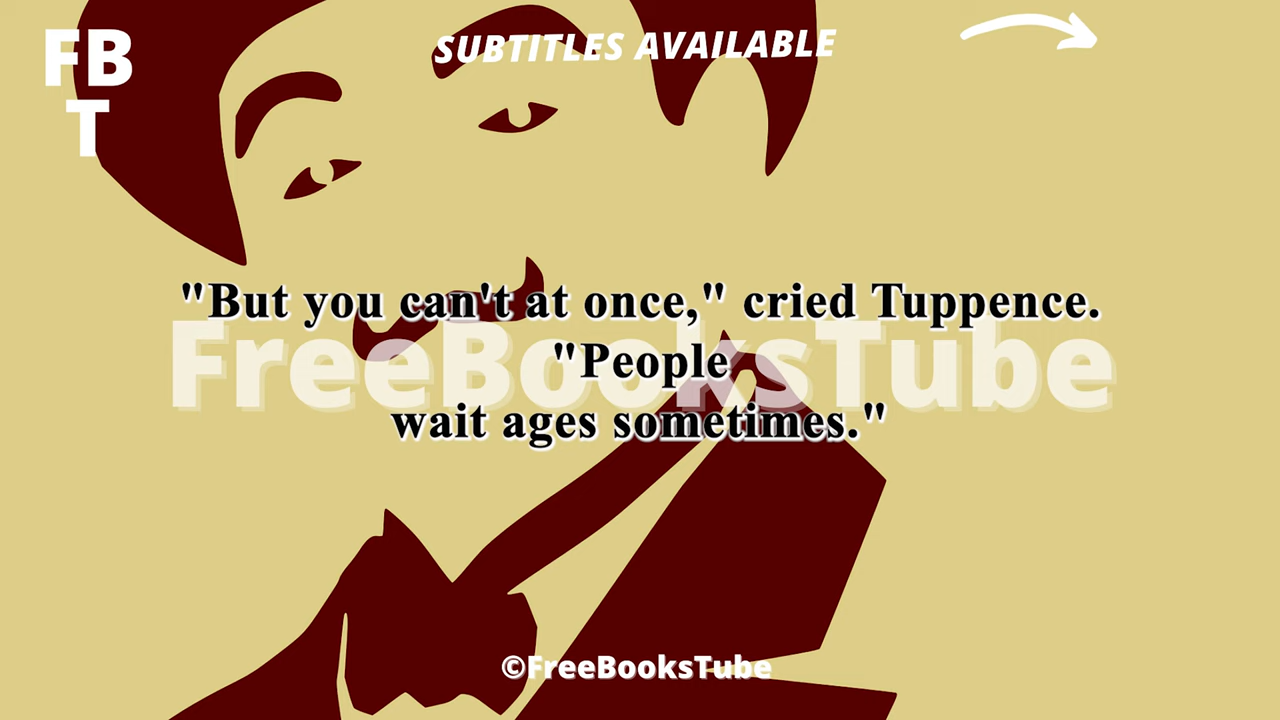 FB
T
SUBTITLES AVAILABLE
"But you can't at once," cried Tuppence.
"People
wait ages sometimes."
FreeBooksTube
©FreeBooksTube